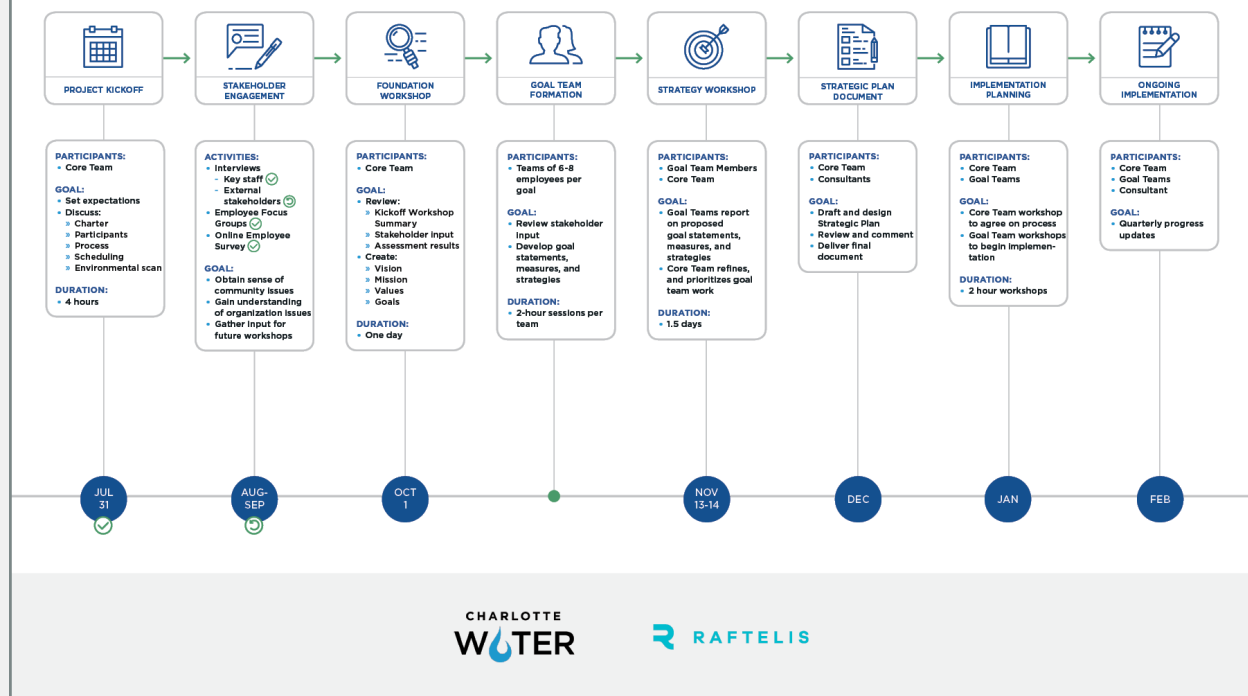 PROJECT KICKOFF
STAKEHOLDER
ENGAGEMENT
FOUNDATION
WORKSHOP
GOAL TEAM
FORMATION
STRATEGY WORKSHOP
STRATEGIC PLAN
DOCUMENT
IMPLEMENTATION
PLANNING
ONGOING
IMPLEMENTATION
PARTICIPANTS:
• Core Team
GOAL:
• Set expectations
• Discuss:
» Charter
» Participants
» Process
» Scheduling
» Environmental scan
DURATION:
• 4 hours
ACTIVITIES:
• Interviews
- Key staff
- External
stakeholders
• Employee Focus
Groups
• Online Employee
Survey
GOAL:
• Obtain sense of
community issues
• Gain understanding
of organization issues
• Gather input for
future workshops
PARTICIPANTS:
• Core Team
GOAL:
• Review:
» Kickoff Workshop
Summary
» Stakeholder input
» Assessment results
• Create:
» Vision
» Mission
» Values
» Goals
DURATION:
• One day
PARTICIPANTS:
• Teams of 6-8
employees per
goal
GOAL:
• Review stakeholder
input
• Develop goal
statements,
measures, and
strategies
DURATION:
• 2-hour sessions per
team
PARTICIPANTS:
• Goal Team Members
• Core Team
GOAL:
• Goal Teams report
on proposed
goal statements,
measures, and
strategies
• Core Team refines,
and prioritizes goal
team work
DURATION:
• 1.5 days
PARTICIPANTS:
• Core Team
• Consultants
GOAL:
• Draft and design
Strategic Plan
• Review and comment
• Deliver final
document
PARTICIPANTS:
• Core Team
• Goal Teams
GOAL:
• Core Team workshop
to agree on process
• Goal Team workshops
to begin implemen-
tation
DURATION:
• 2 hour workshops
PARTICIPANTS:
• Core Team
• Goal Teams
• Consultant
GOAL:
• Quarterly progress
updates
JUL
31
AUG-
SEP
OCT
1
NOV
13-14
DEC
JAN
FEB
CHARLOTTE
WATER
RAFTELIS